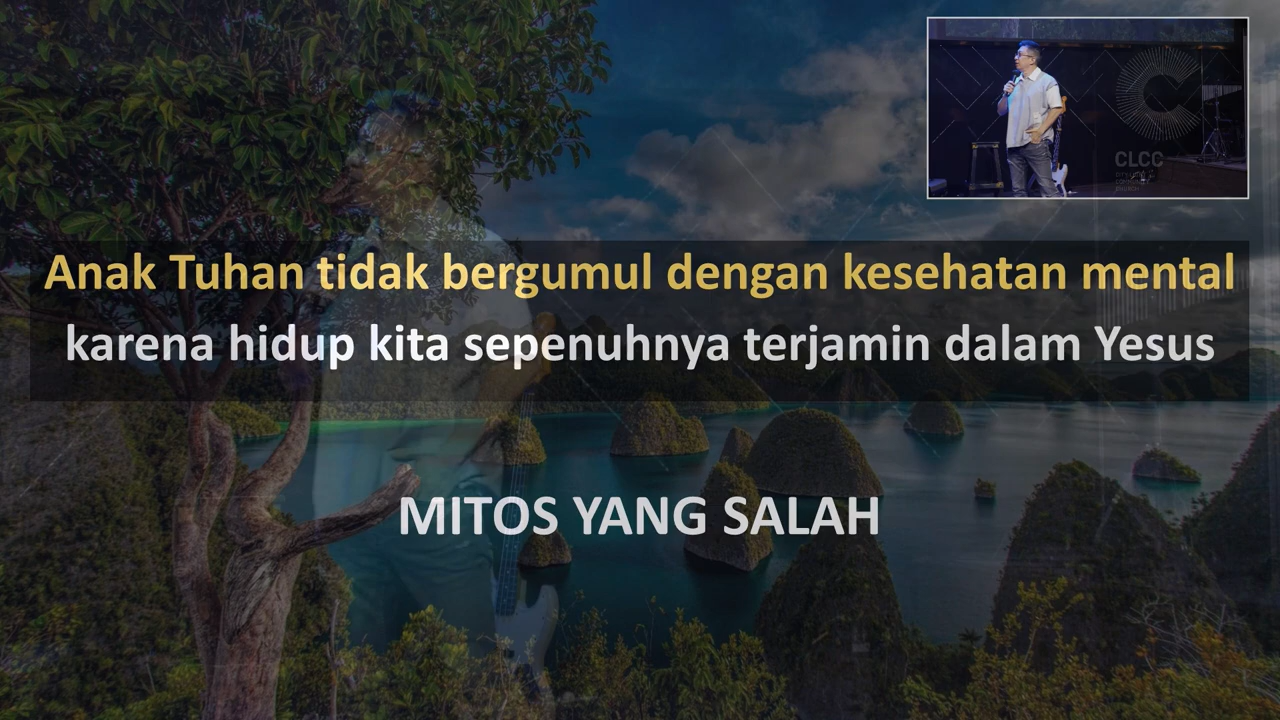 Anak Tuhan tidak bergumul dengan kesehatan mental
karena hidup kita sepenuhnya terjamin dalam Yesus
MITOS YANG SALAH
CLCC